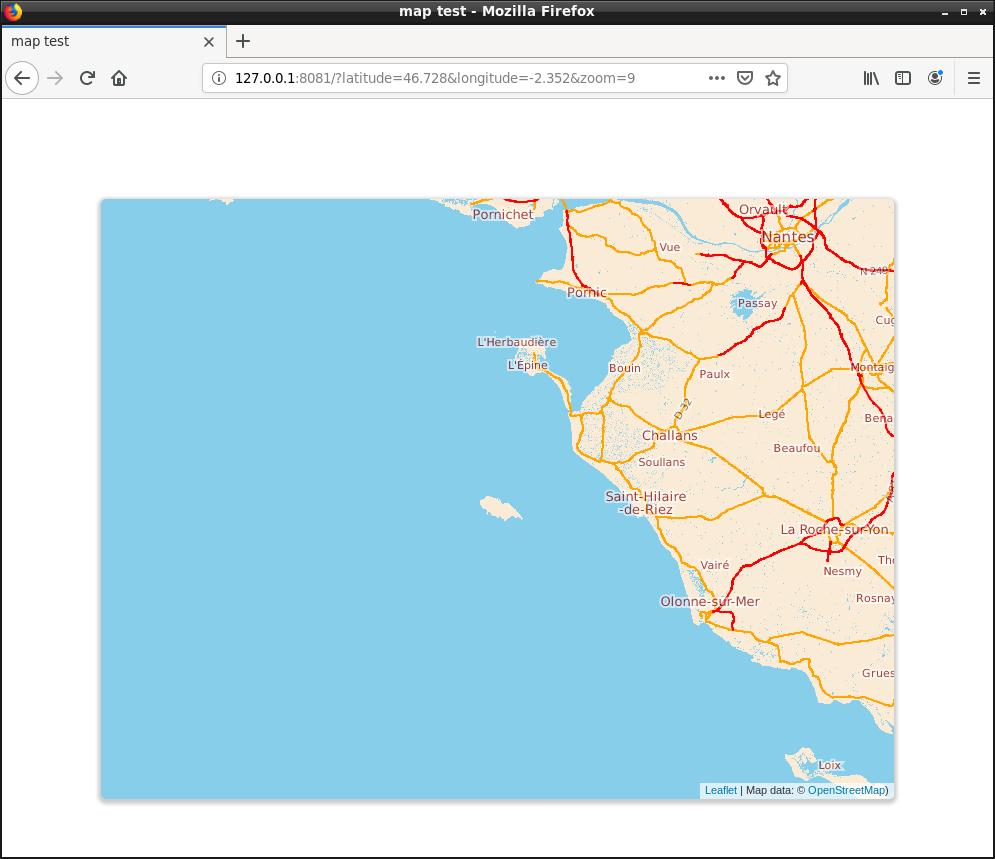 map test - Mozilla Firefox
map test
127.0.0.1:8081/?latitude=46.728&longitude=-2.352&zoom=9
Pornichet
Orvault
Nantes
Vue
N 249
Pornic
Passay
Cug
L'Herbaudière
L'Épine
Bouin
Paulx
Montaig
D 32
Legé
Bena
Challans
Beaufou
Soullans
Saint-Hilaire
-de-Riez
La Roche-sur-Yon
Vairé
The
Nesmy
Olonne-sur-Mer
Rosnay
Grues
Loix
Leaflet | Map data: © OpenStreetMap)